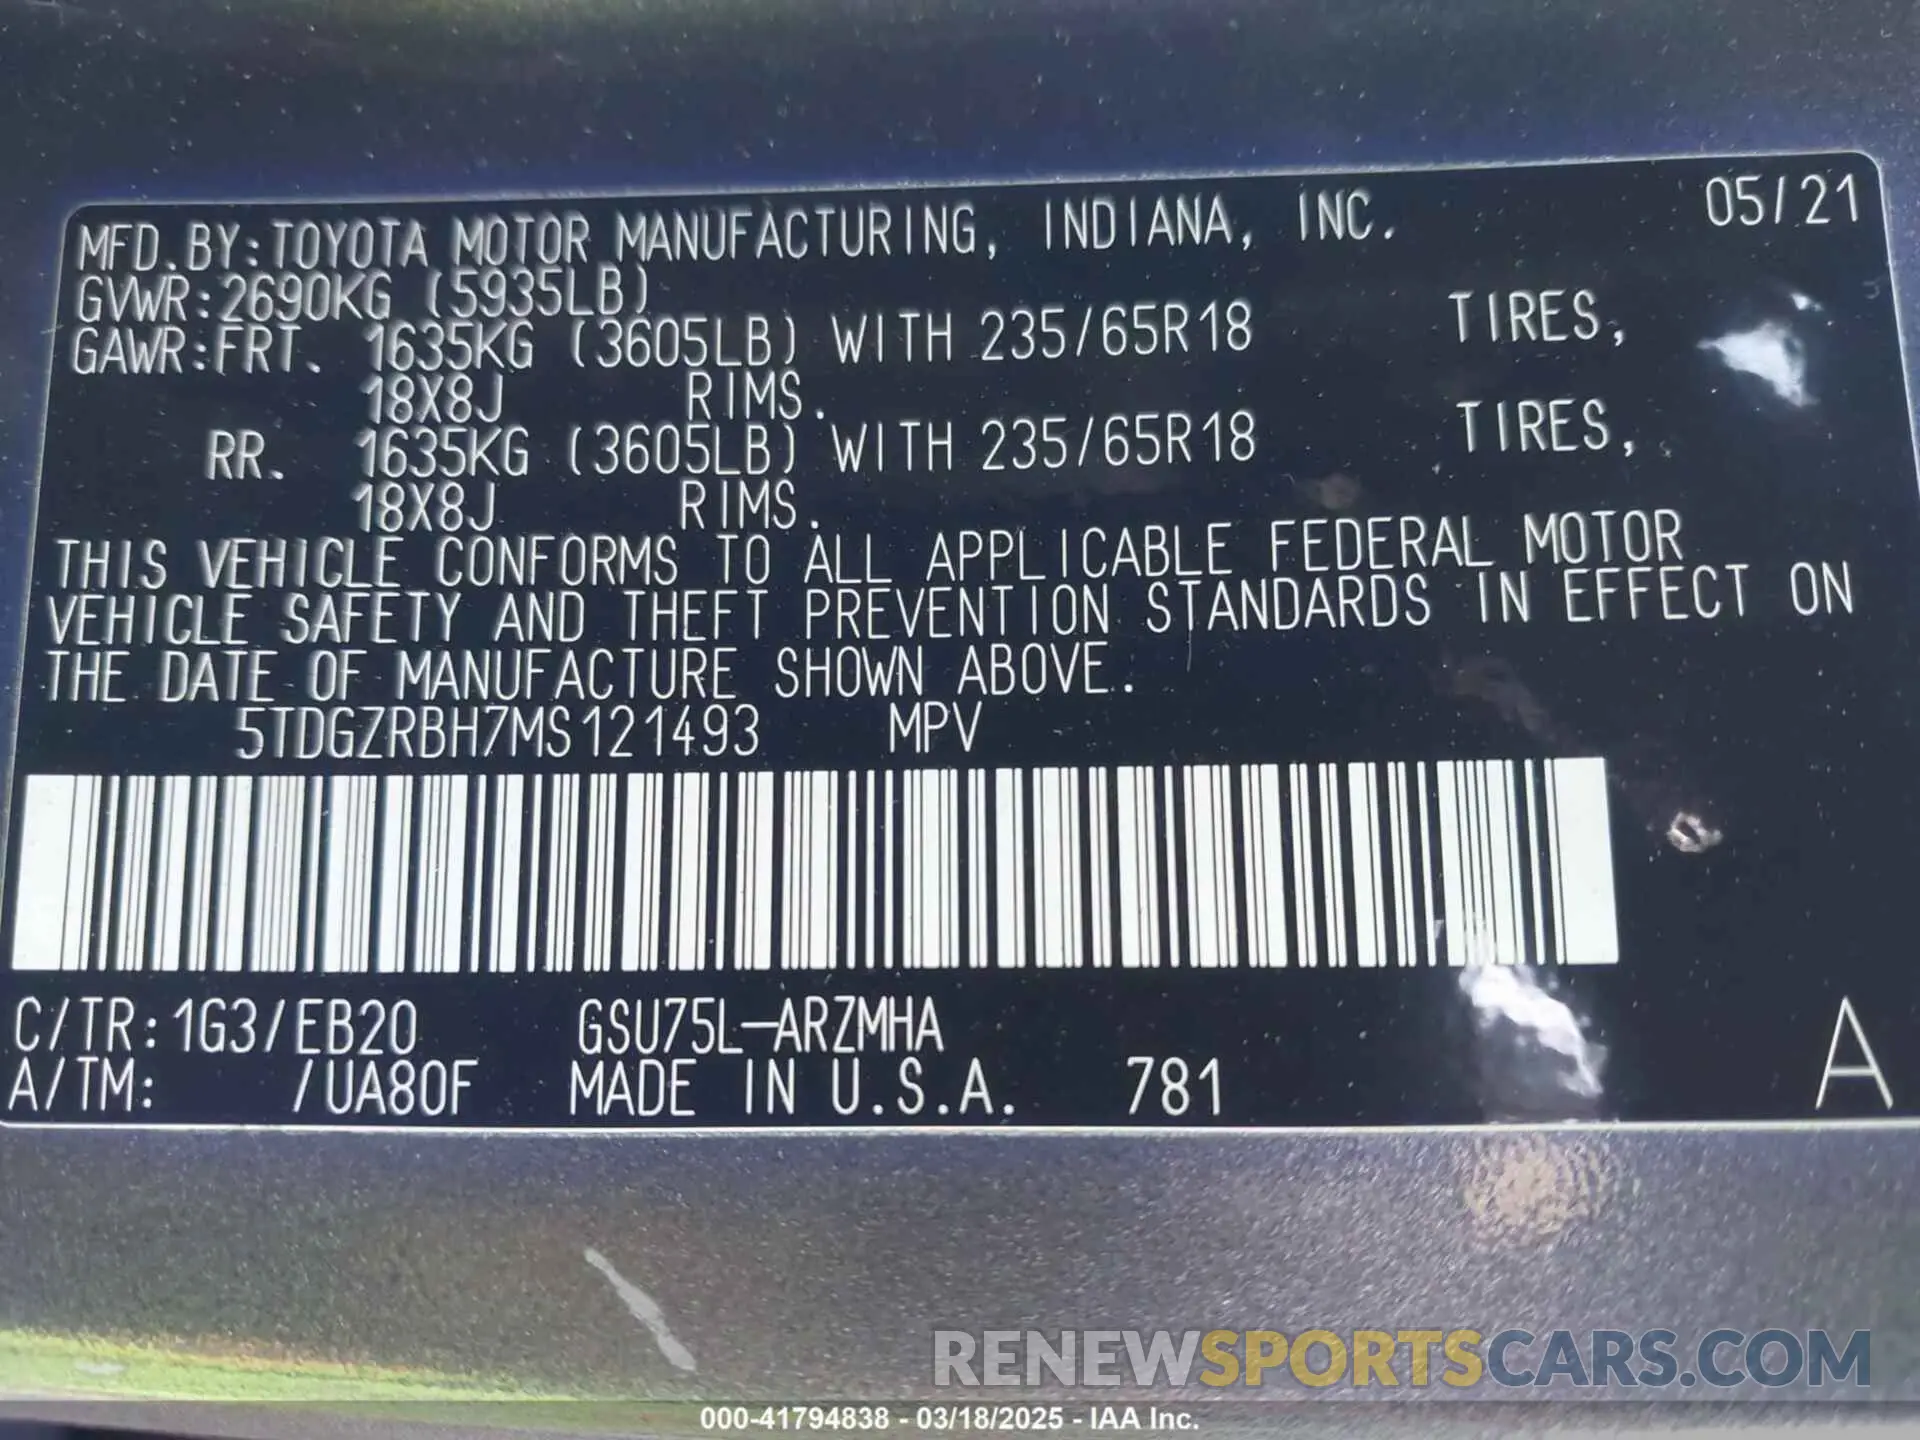 MFD.BY:TOYOTA MOTOR MANUFACTURING, INDIANA, INC. 05/21
GVWR:2690KG (5935LB)
GAWR:FRT. 1635KG (3605LB) WITH 235/65R18 TIRES,
18X8J RIMS.
RR. 1635KG (3605LB) WITH 235/65R18 TIRES,
18X8J RIMS.
THIS VEHICLE CONFORMS TO ALL APPLICABLE FEDERAL MOTOR
VEHICLE SAFETY AND THEFT PREVENTION STANDARDS IN EFFECT ON
THE DATE OF MANUFACTURE SHOWN ABOVE.
5TDGZRBH7MS121493 MPV
C/TR:1G3/EB20 GSU75L-ARZMHA
A/TM: /UA80F MADE IN U.S.A. 781 A
RENEWSPORTSCARS.COM
000-41794838 - 03/18/2025 - IAA Inc.